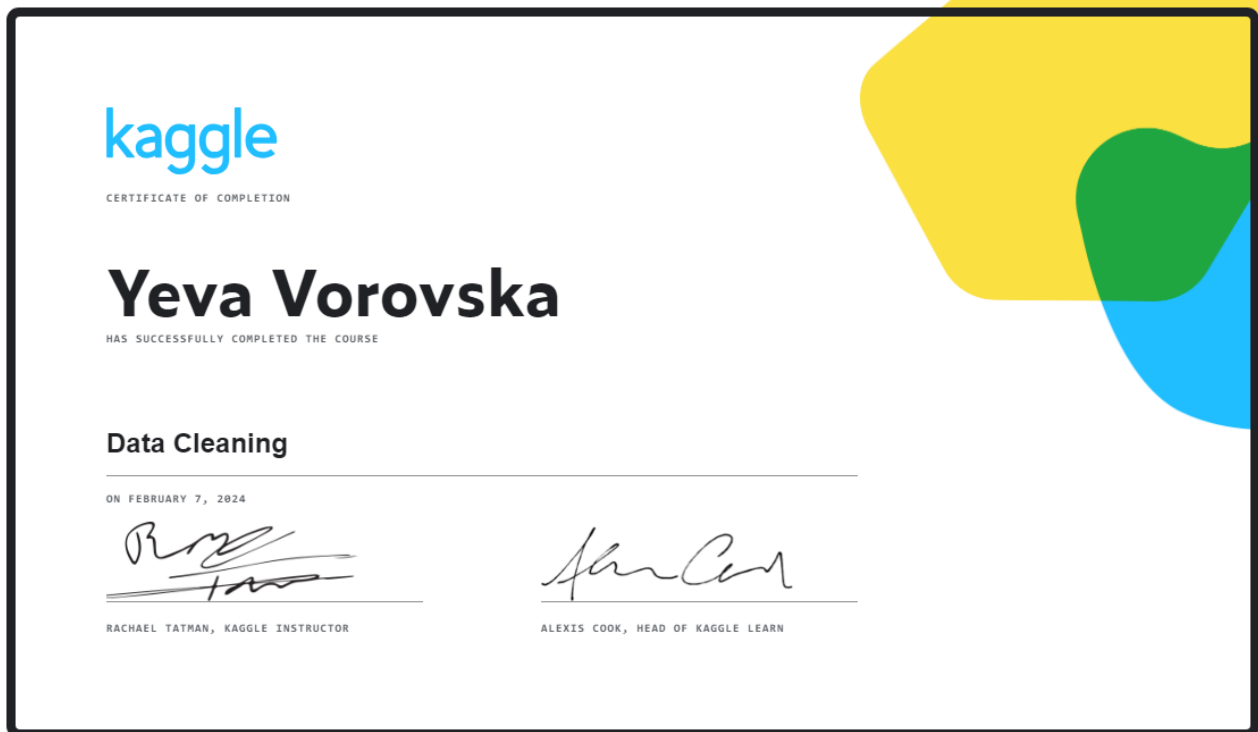 kaggle
CERTIFICATE OF COMPLETION
Yeva Vorovska
HAS SUCCESSFULLY COMPLETED THE COURSE
Data Cleaning
ON FEBRUARY 7, 2024
RACHAEL TATMAN, KAGGLE INSTRUCTOR
ALEXIS COOK, HEAD OF KAGGLE LEARN